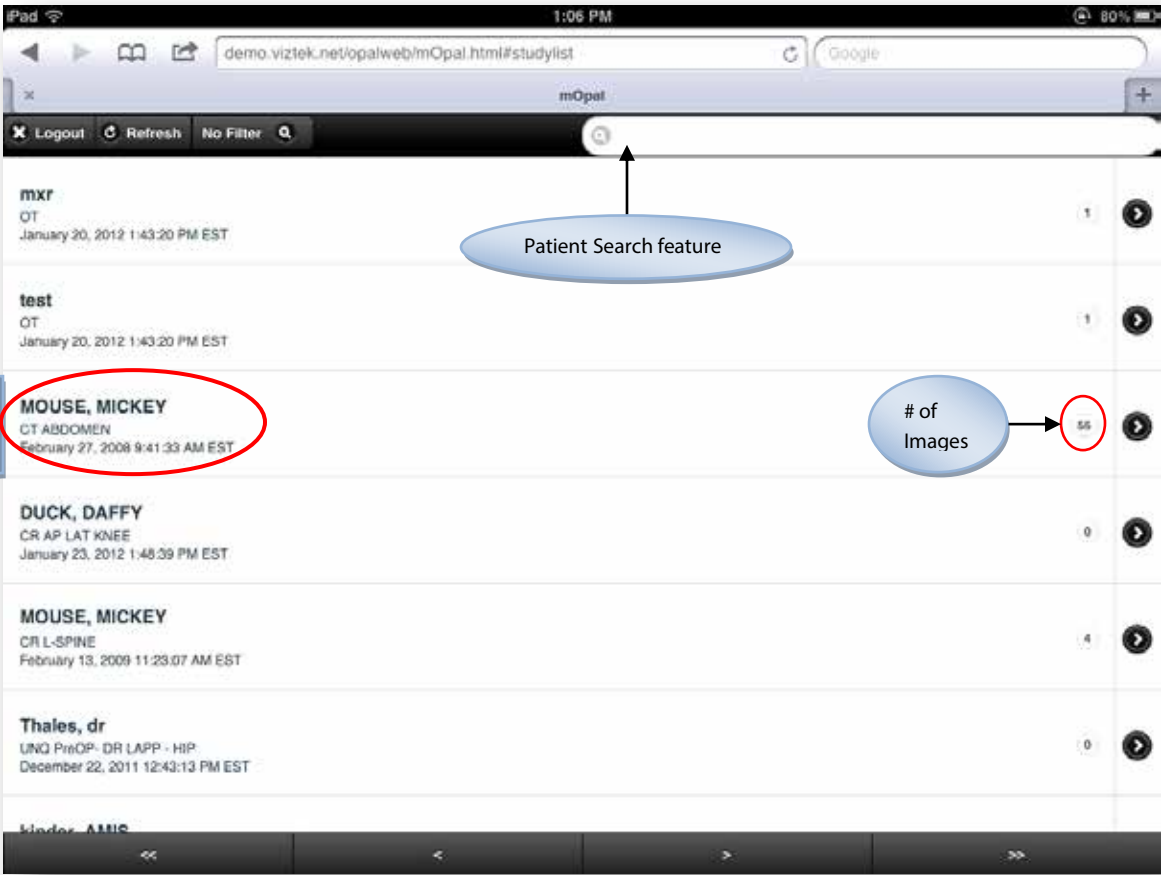 iPad 1:06 PM 80%
demo.viztek.net/opalweb/mOpal.html#studylist Google
× mOpal +
Logout Refresh No Filter
mxr
OT
January 20, 2012 1:43:20 PM EST
1
Patient Search feature
test
OT
January 20, 2012 1:43:20 PM EST
1
MOUSE, MICKEY
CT ABDOMEN
February 27, 2008 9:41:33 AM EST
# of
Images
DUCK, DAFFY
CR AP LAT KNEE
January 23, 2012 1:48:39 PM EST
0
MOUSE, MICKEY
CR L-SPINE
February 13, 2009 11:23:07 AM EST
4
Thales, dr
UNQ PreOP- DR LAPP - HIP
December 22, 2011 12:43:13 PM EST
0
kinder, AMIS
<< < > >>